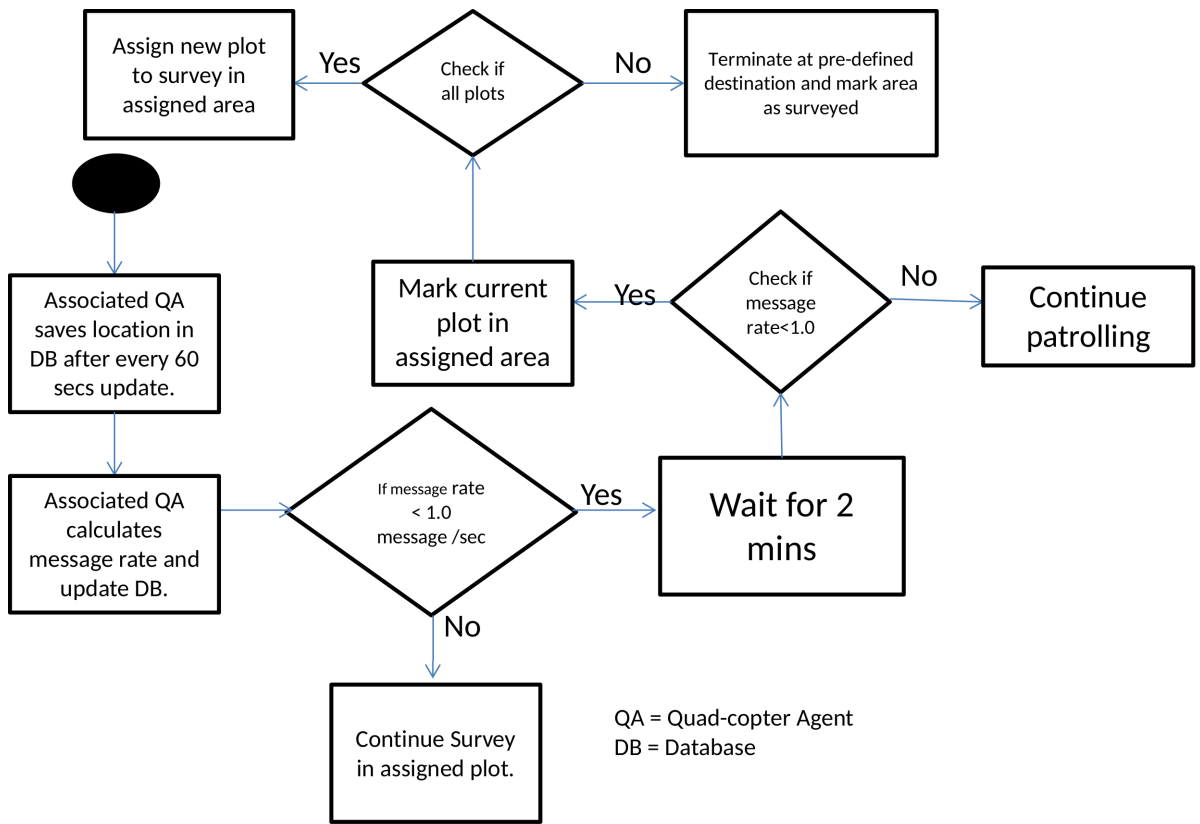 Assign new plot
to survey in
assigned area
Yes
Check if
all plots
No
Terminate at pre-defined
destination and mark area
as surveyed
Associated QA
saves location in
DB after every 60
secs update.
Mark current
plot in
assigned area
Yes
Check if
message
rate<1.0
No
Continue
patrolling
Associated QA
calculates
message rate and
update DB.
If message rate
< 1.0
message /sec
Yes
Wait for 2
mins
No
Continue Survey
in assigned plot.
QA = Quad-copter Agent
DB = Database